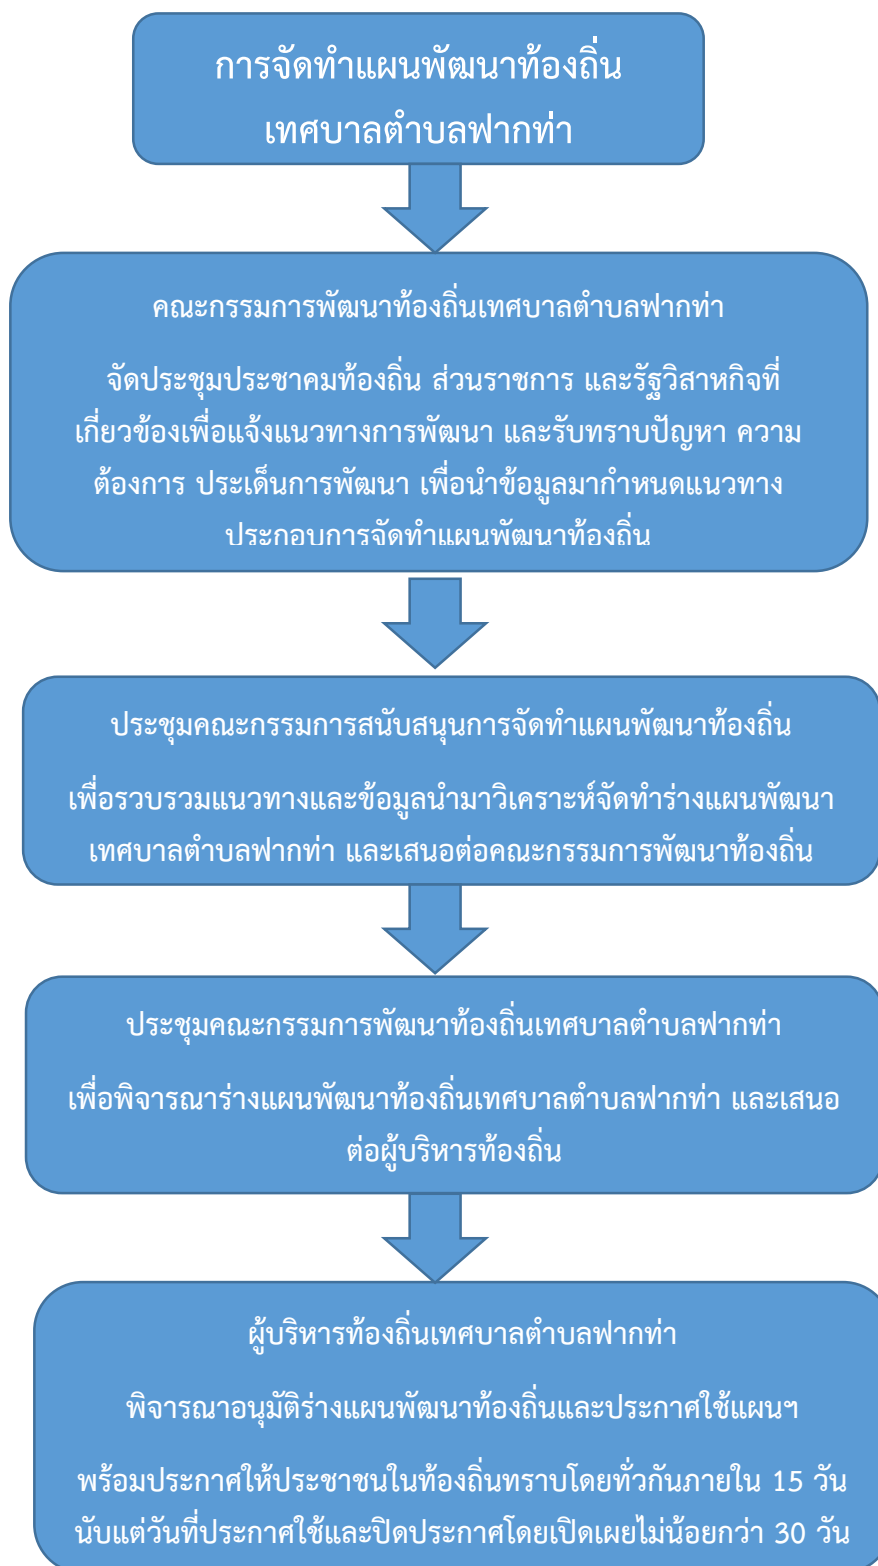 การจัดทำแผนพัฒนาท้องถิ่น
เทศบาลตำบลฟากท่า
คณะกรรมการพัฒนาท้องถิ่นเทศบาลตำบลฟากท่า
จัดประชุมประชาคมท้องถิ่น ส่วนราชการ และรัฐวิสาหกิจที่
เกี่ยวข้องเพื่อแจ้งแนวทางการพัฒนา และรับทราบปัญหา ความ
ต้องการ ประเด็นการพัฒนา เพื่อนำข้อมูลมากำหนดแนวทาง
ประกอบการจัดทำแผนพัฒนาท้องถิ่น
ประชุมคณะกรรมการสนับสนุนการจัดทำแผนพัฒนาท้องถิ่น
เพื่อรวบรวมแนวทางและข้อมูลนำมาวิเคราะห์จัดทำร่างแผนพัฒนา
เทศบาลตำบลฟากท่า และเสนอต่อคณะกรรมการพัฒนาท้องถิ่น
ประชุมคณะกรรมการพัฒนาท้องถิ่นเทศบาลตำบลฟากท่า
เพื่อพิจารณาร่างแผนพัฒนาท้องถิ่นเทศบาลตำบลฟากท่า และเสนอ
ต่อผู้บริหารท้องถิ่น
ผู้บริหารท้องถิ่นเทศบาลตำบลฟากท่า
พิจารณาอนุมัติร่างแผนพัฒนาท้องถิ่นและประกาศใช้แผนฯ
พร้อมประกาศให้ประชาชนในท้องถิ่นทราบโดยทั่วกันภายใน 15 วัน
นับแต่วันที่ประกาศใช้และปิดประกาศโดยเปิดเผยไม่น้อยกว่า 30 วัน